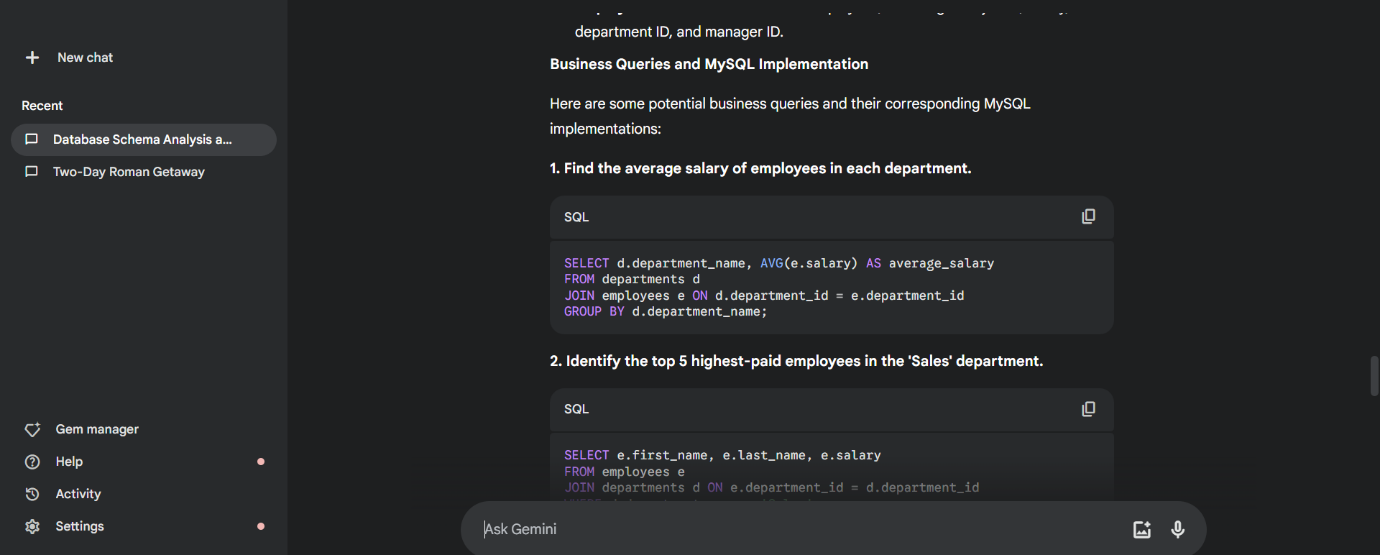 New chat
Recent
Database Schema Analysis a...
Two-Day Roman Getaway
Gem manager
Help
Activity
Settings
department ID, and manager ID.
Business Queries and MySQL Implementation
Here are some potential business queries and their corresponding MySQL
implementations:
1. Find the average salary of employees in each department.
SQL
SELECT d.department_name, AVG(e.salary) AS average_salary
FROM departments d
JOIN employees e ON d.department_id = e.department_id
GROUP BY d.department_name;
2. Identify the top 5 highest-paid employees in the 'Sales' department.
SQL
SELECT e.first_name, e.last_name, e.salary
FROM employees e
JOIN departments d ON e.department_id = d.department_id
Ask Gemini